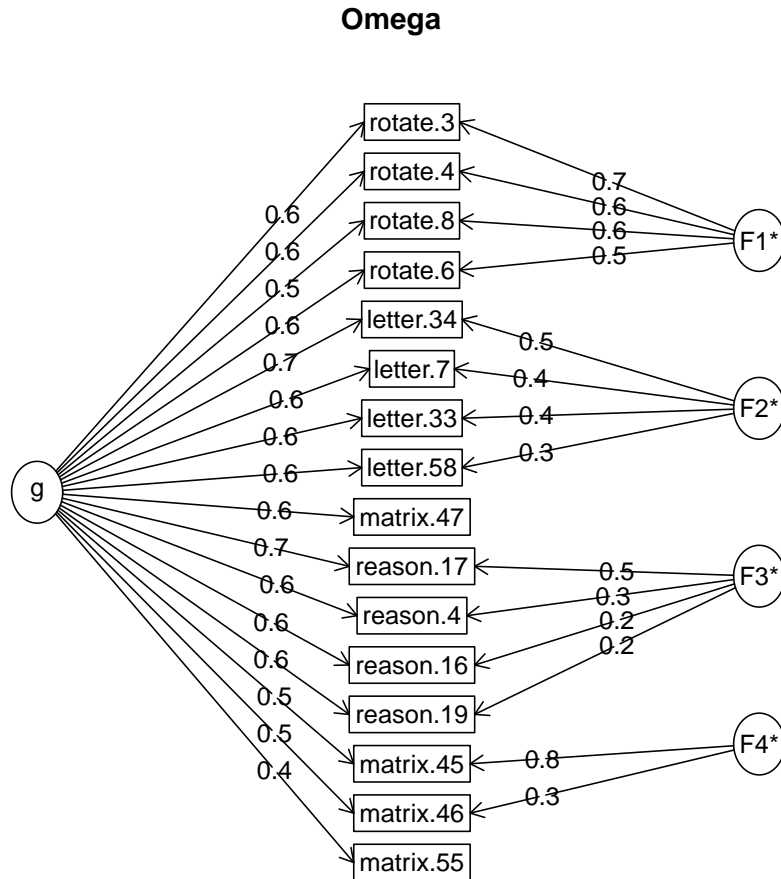 Omega
rotate.3
rotate.4
rotate.8
rotate.6
letter.34
letter.7
letter.33
letter.58
matrix.47
reason.17
reason.4
reason.16
reason.19
matrix.45
matrix.46
matrix.55
g
0.6
0.6
0.5
0.6
0.7
0.6
0.6
0.6
0.6
0.7
0.6
0.6
0.6
0.5
0.5
0.4
0.7
0.6
0.6
0.5
F1*
0.5
0.4
0.4
0.3
F2*
0.5
0.3
0.2
0.2
F3*
0.8
0.3
F4*